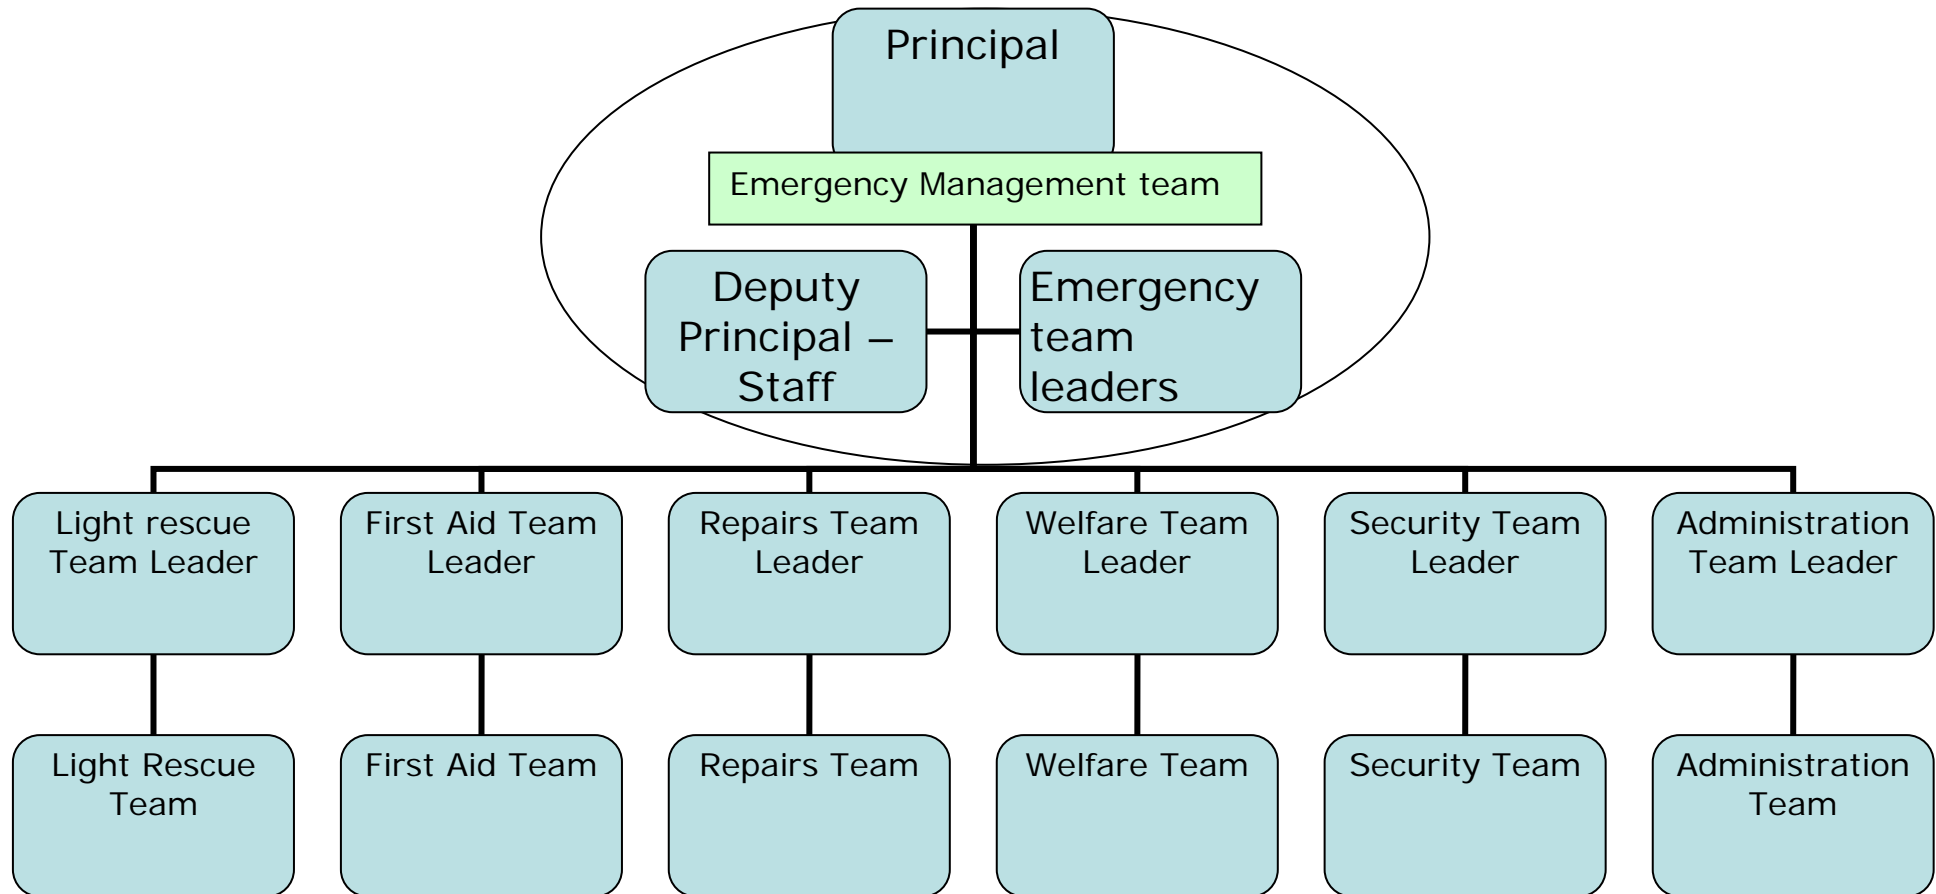 Principal
Emergency Management team
Deputy
Principal –
Staff
Emergency
team
leaders
Light rescue
Team Leader
First Aid Team
Leader
Repairs Team
Leader
Welfare Team
Leader
Security Team
Leader
Administration
Team Leader
Light Rescue
Team
First Aid Team
Repairs Team
Welfare Team
Security Team
Administration
Team